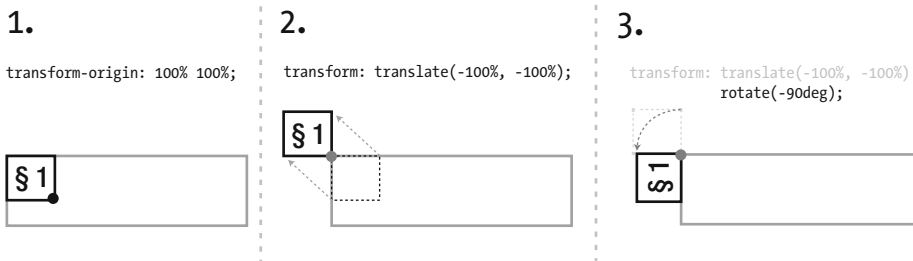 1.
transform-origin: 100% 100%;
§ 1
2.
transform: translate(-100%, -100%);
§ 1
3.
transform: translate(-100%, -100%)
rotate(-90deg);
§ 1